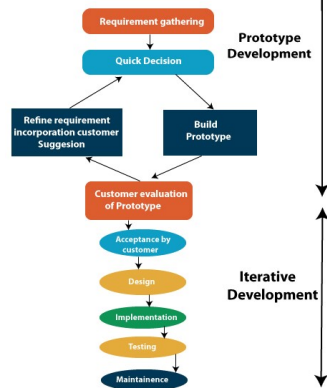 Requirement gathering
Prototype
Development
Quick Decision
Refine requirement
incorporation customer
Suggesion
Build
Prototype
Customer evaluation
of Prototype
Acceptance by
customer
Design
Iterative
Development
Implementation
Testing
Maintainence